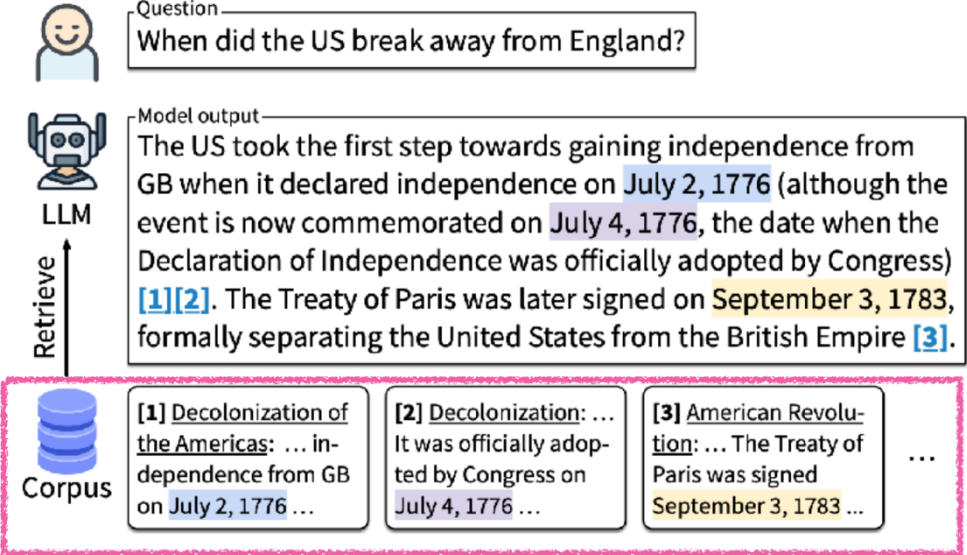 Question
When did the US break away from England?
Model output
The US took the first step towards gaining independence from
GB when it declared independence on July 2, 1776 (although the
event is now commemorated on July 4, 1776, the date when the
Declaration of Independence was officially adopted by Congress)
[1][2]. The Treaty of Paris was later signed on September 3, 1783,
formally separating the United States from the British Empire [3].
LLM
Retrieve
Corpus
[1] Decolonization of
the Americas: ... in-
dependence from GB
on July 2, 1776 ...
[2] Decolonization: ...
It was officially adop-
ted by Congress on
July 4, 1776 ...
[3] American Revolu-
tion: ... The Treaty of
Paris was signed
September 3, 1783 ...
...